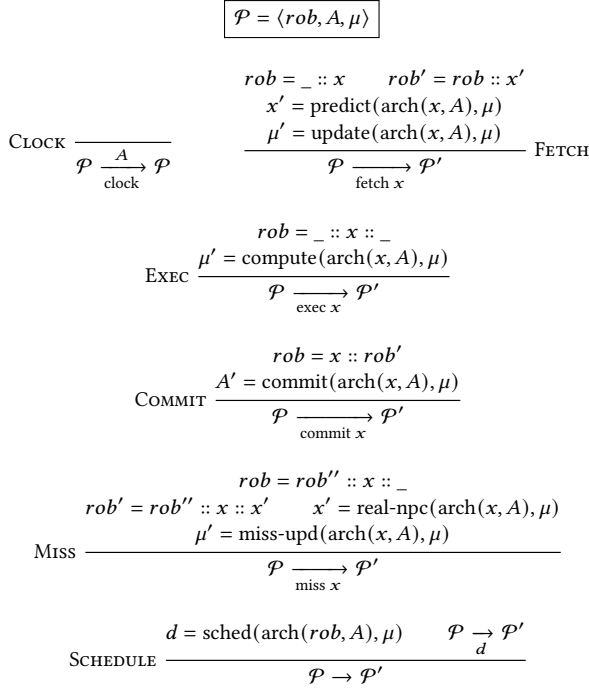 𝒫 = ⟨rob, A, μ⟩
rob = _ :: x    rob′ = rob :: x′
x′ = predict(arch(x, A), μ)
μ′ = update(arch(x, A), μ)
CLOCK 𝒫 A→ clock 𝒫
𝒫 → fetch x 𝒫′ FETCH
rob = _ :: x :: _
μ′ = compute(arch(x, A), μ)
EXEC 𝒫 → exec x 𝒫′
rob = x :: rob′
A′ = commit(arch(x, A), μ)
COMMIT 𝒫 → commit x 𝒫′
rob = rob″ :: x :: _
rob′ = rob″ :: x :: x′    x′ = real-npc(arch(x, A), μ)
μ′ = miss-upd(arch(x, A), μ)
MISS 𝒫 → miss x 𝒫′
d = sched(arch(rob, A), μ)    𝒫 → d 𝒫′
SCHEDULE 𝒫 → 𝒫′